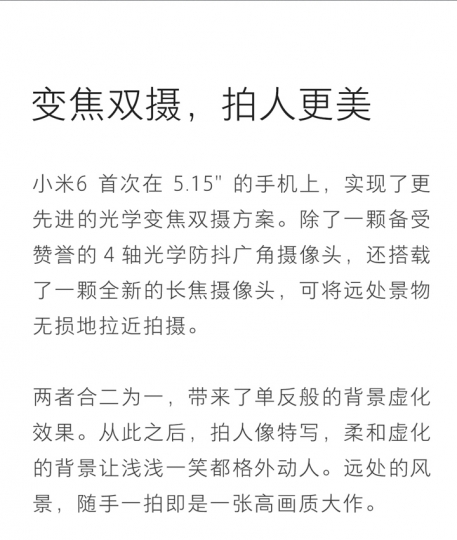 变焦双摄，拍人更美
小米6 首次在 5.15" 的手机上，实现了更
先进的光学变焦双摄方案。除了一颗备受
赞誉的 4 轴光学防抖广角摄像头，还搭载
了一颗全新的长焦摄像头，可将远处景物
无损地拉近拍摄。
两者合二为一，带来了单反般的背景虚化
效果。从此之后，拍人像特写，柔和虚化
的背景让浅浅一笑都格外动人。远处的风
景，随手一拍即是一张高画质大作。